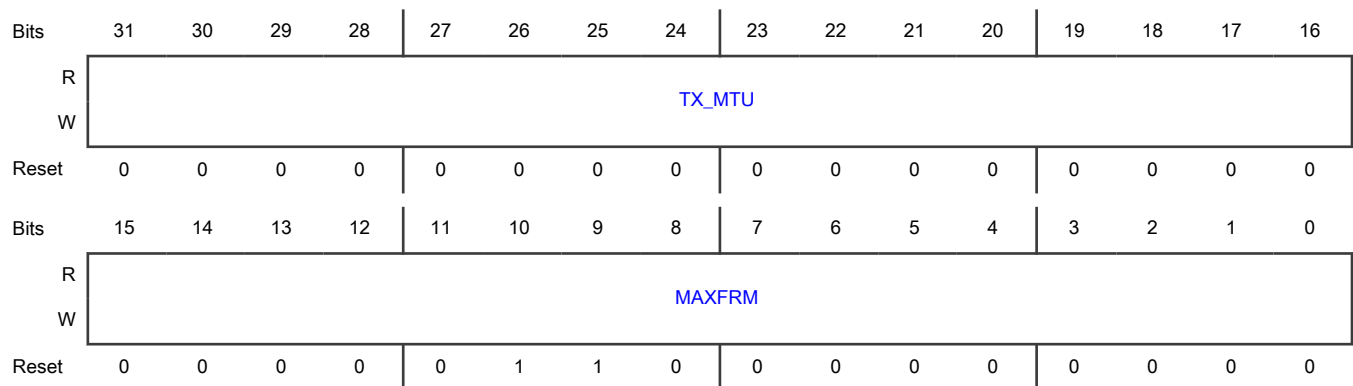 Bits 31 30 29 28 27 26 25 24 23 22 21 20 19 18 17 16
R
TX_MTU
W
Reset 0 0 0 0 0 0 0 0 0 0 0 0 0 0 0 0
Bits 15 14 13 12 11 10 9 8 7 6 5 4 3 2 1 0
R
MAXFRM
W
Reset 0 0 0 0 0 1 1 0 0 0 0 0 0 0 0 0